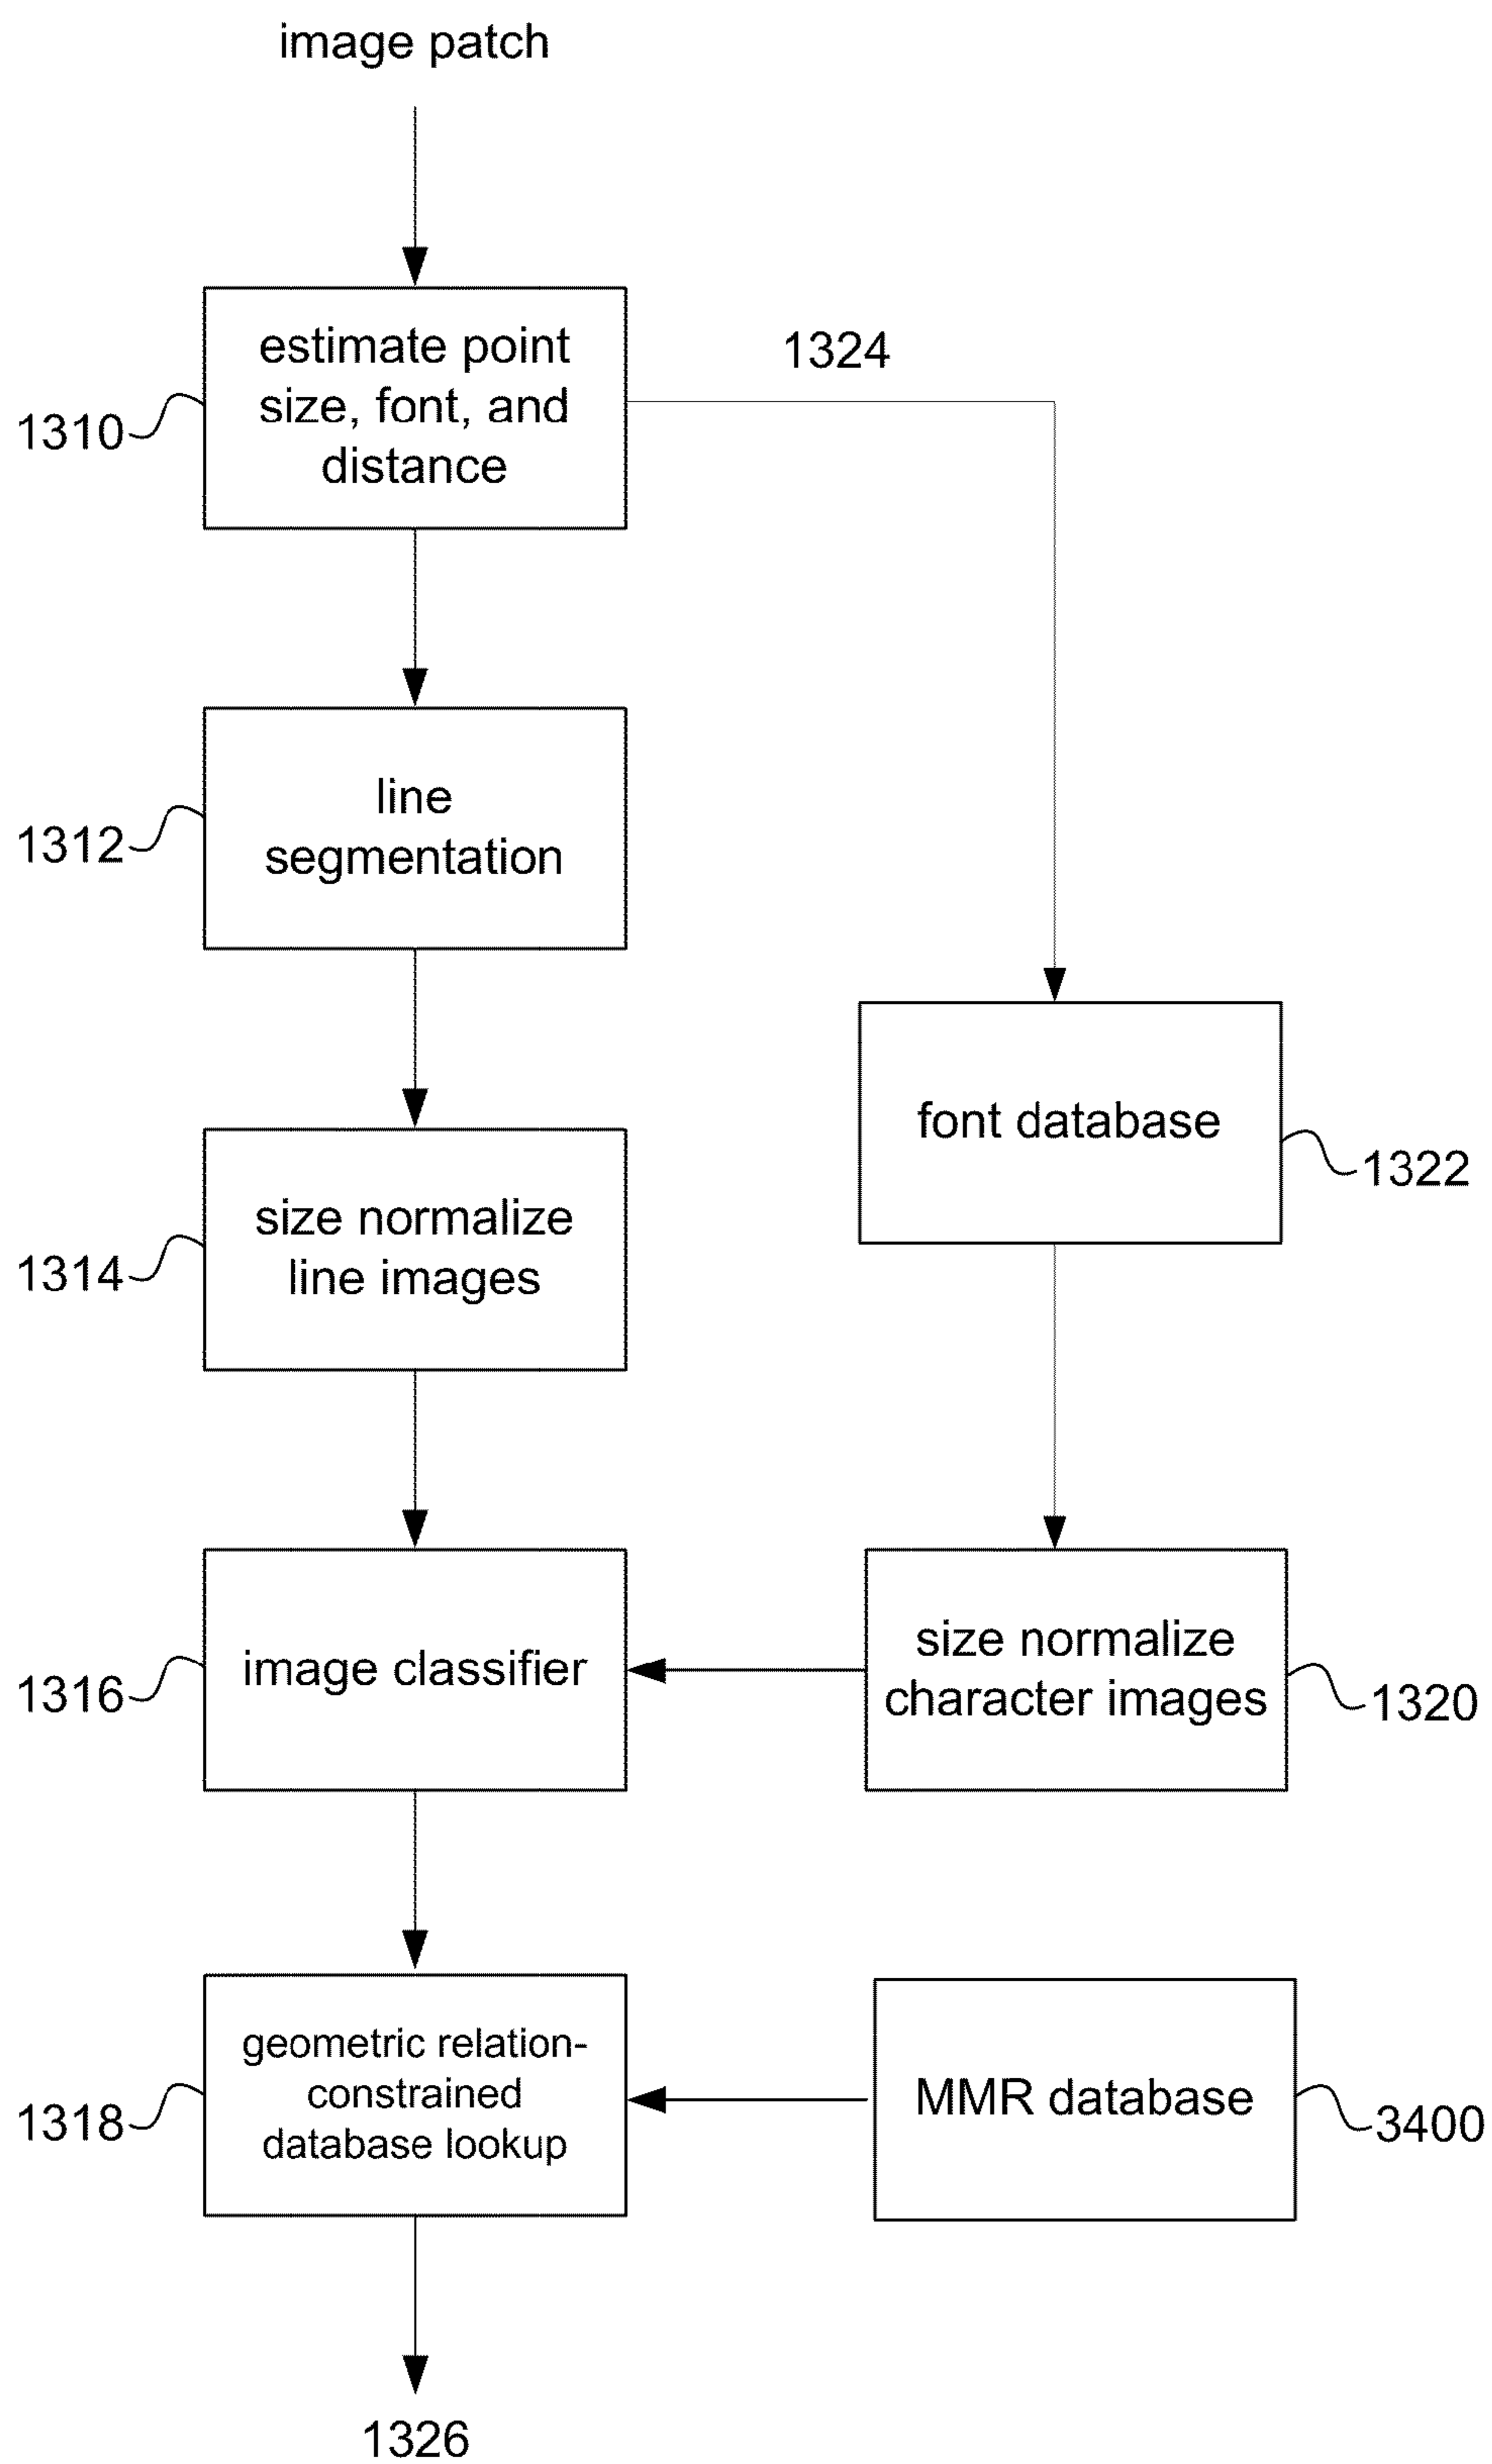 image patch
estimate point
size, font, and
distance
1324
1310
line
segmentation
1312
font database
1322
size normalize
line images
1314
image classifier
1316
size normalize
character images
1320
geometric relation-
constrained
database lookup
1318
MMR database
3400
1326